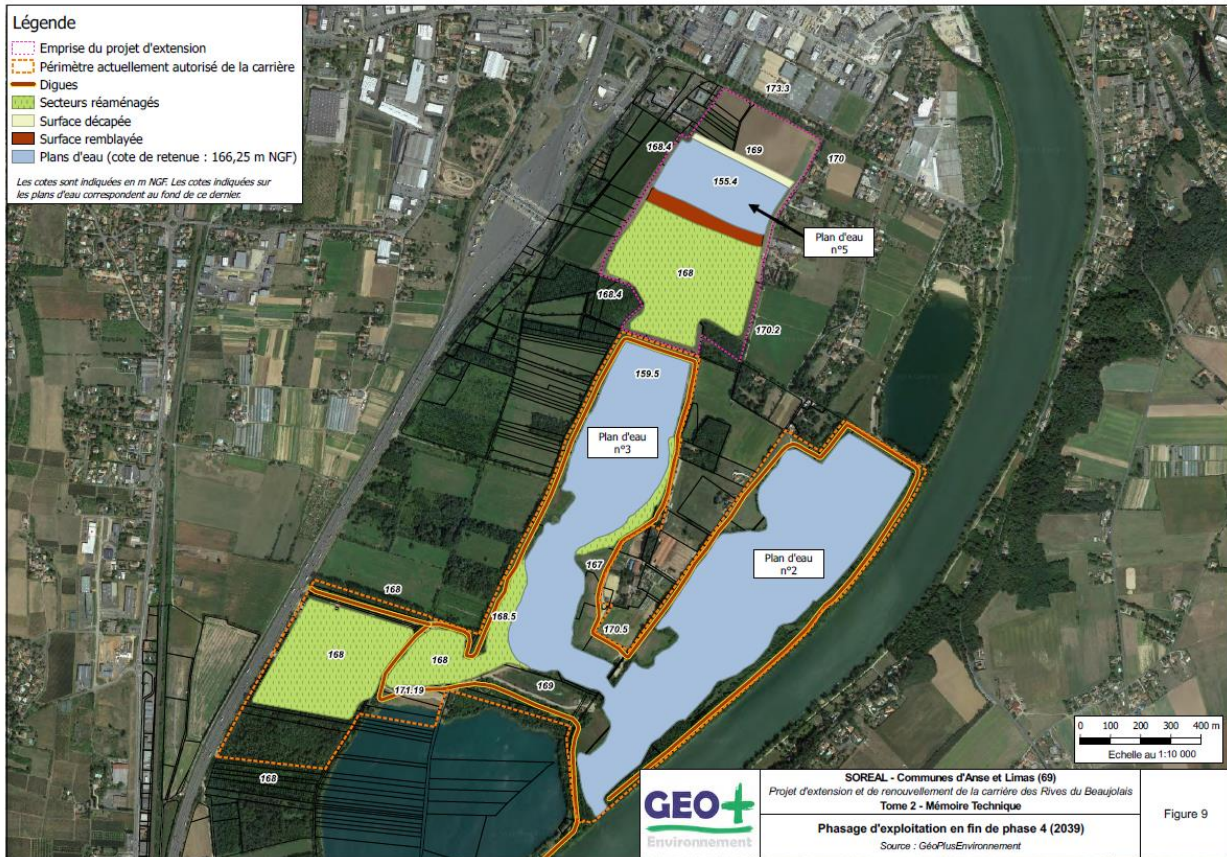 Légende
Emprise du projet d'extension
Périmètre actuellement autorisé de la carrière
Digues
Secteurs réaménagés
Surface décapée
Surface remblayée
Plans d'eau (cote de retenue : 166,25 m NGF)
Les cotes sont indiquées en m NGF. Les cotes indiquées sur
les plans d'eau correspondent au fond de ce dernier.
173.3
168.4
169
170
155.4
Plan d'eau
n°5
168
168.4
170.2
159.5
Plan d'eau
n°3
Plan d'eau
n°2
167
168
168.5
170.5
168
168
169
171.19
168
0 100 200 300 400 m
Echelle au 1:10 000
GEO+
Environnement
SOREAL - Communes d'Anse et Limas (69)
Projet d'extension et de renouvellement de la carrière des Rives du Beaujolais
Tome 2 - Mémoire Technique
Phasage d'exploitation en fin de phase 4 (2039)
Source : GéoPlusEnvironnement
Figure 9